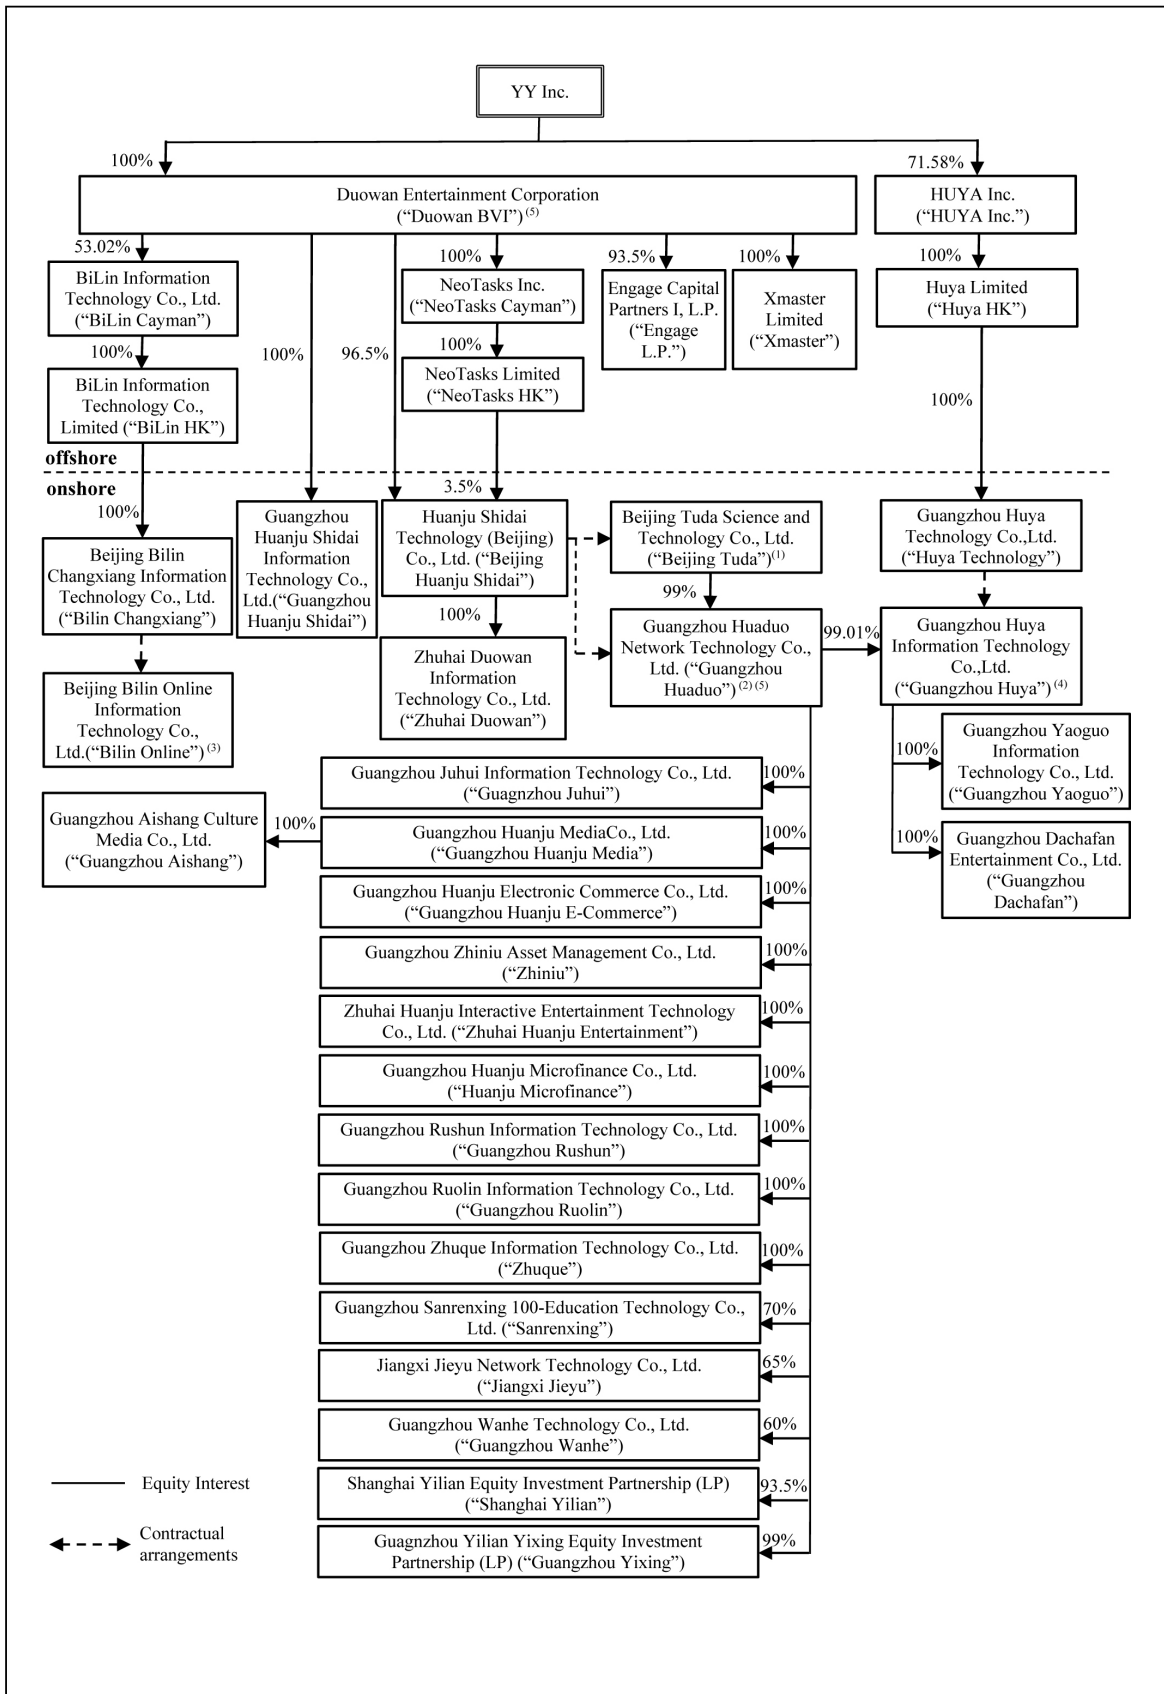 YY Inc.
100%
71.58%
Duowan Entertainment Corporation
(“Duowan BVI”) (5)
HUYA Inc.
(“HUYA Inc.”)
53.02%
100%
93.5%
100%
100%
BiLin Information
Technology Co., Ltd.
(“BiLin Cayman”)
NeoTasks Inc.
(“NeoTasks Cayman”)
Engage Capital
Partners I, L.P.
(“Engage
L.P.”)
Xmaster
Limited
(“Xmaster”)
Huya Limited
(“Huya HK”)
100%
100%
96.5%
100%
BiLin Information
Technology Co.,
Limited (“BiLin HK”)
NeoTasks Limited
(“NeoTasks HK”)
100%
offshore
onshore
100%
3.5%
Beijing Bilin
Changxiang Information
Technology Co., Ltd.
(“Bilin Changxiang”)
Guangzhou
Huanju Shidai
Information
Technology Co.,
Ltd.(“Guangzhou
Huanju Shidai”)
Huanju Shidai
Technology (Beijing)
Co., Ltd. (“Beijing
Huanju Shidai”)
Beijing Tuda Science and
Technology Co., Ltd.
(“Beijing Tuda”)(1)
Guangzhou Huya
Technology Co.,Ltd.
(“Huya Technology”)
99%
100%
Guangzhou Huaduo
Network Technology Co.,
Ltd. (“Guangzhou
Huaduo”) (2) (5)
99.01%
Guangzhou Huya
Information Technology
Co.,Ltd.
(“Guangzhou Huya”) (4)
Beijing Bilin Online
Information
Technology Co.,
Ltd.(“Bilin Online”) (3)
Zhuhai Duowan
Information
Technology Co., Ltd.
(“Zhuhai Duowan”)
100%
Guangzhou Yaoguo
Information
Technology Co., Ltd.
(“Guangzhou Yaoguo”)
100%
Guangzhou Dachafan
Entertainment Co., Ltd.
(“Guangzhou
Dachafan”)
Guangzhou Juhui Information Technology Co., Ltd.
(“Guagnzhou Juhui”)
100%
Guangzhou Aishang Culture
Media Co., Ltd.
(“Guangzhou Aishang”)
100%
Guangzhou Huanju MediaCo., Ltd.
(“Guangzhou Huanju Media”)
100%
Guangzhou Huanju Electronic Commerce Co., Ltd.
(“Guangzhou Huanju E-Commerce”)
100%
Guangzhou Zhiniu Asset Management Co., Ltd.
(“Zhiniu”)
100%
Zhuhai Huanju Interactive Entertainment Technology
Co., Ltd. (“Zhuhai Huanju Entertainment”)
100%
Guangzhou Huanju Microfinance Co., Ltd.
(“Huanju Microfinance”)
100%
Guangzhou Rushun Information Technology Co., Ltd.
(“Guangzhou Rushun”)
100%
Guangzhou Ruolin Information Technology Co., Ltd.
(“Guangzhou Ruolin”)
100%
Guangzhou Zhuque Information Technology Co., Ltd.
(“Zhuque”)
100%
Guangzhou Sanrenxing 100-Education Technology Co.,
Ltd. (“Sanrenxing”)
70%
Jiangxi Jieyu Network Technology Co., Ltd.
(“Jiangxi Jieyu”)
65%
Guangzhou Wanhe Technology Co., Ltd.
(“Guangzhou Wanhe”)
60%
Shanghai Yilian Equity Investment Partnership (LP)
(“Shanghai Yilian”)
93.5%
Guagnzhou Yilian Yixing Equity Investment
Partnership (LP) (“Guangzhou Yixing”)
99%
Equity Interest
Contractual
arrangements